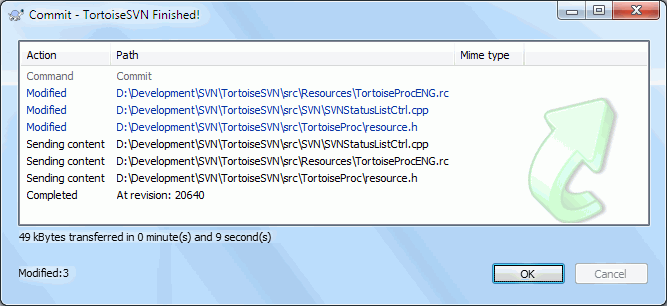 Commit - TortoiseSVN Finished!
Action Path Mime type
Command Commit
Modified D:\Development\SVN\TortoiseSVN\src\Resources\TortoiseProcENG.rc
Modified D:\Development\SVN\TortoiseSVN\src\SVN\SVNStatusListCtrl.cpp
Modified D:\Development\SVN\TortoiseSVN\src\TortoiseProc\resource.h
Sending content D:\Development\SVN\TortoiseSVN\src\SVN\SVNStatusListCtrl.cpp
Sending content D:\Development\SVN\TortoiseSVN\src\Resources\TortoiseProcENG.rc
Sending content D:\Development\SVN\TortoiseSVN\src\TortoiseProc\resource.h
Completed At revision: 20640
49 kBytes transferred in 0 minute(s) and 9 second(s)
Modified:3 OK Cancel